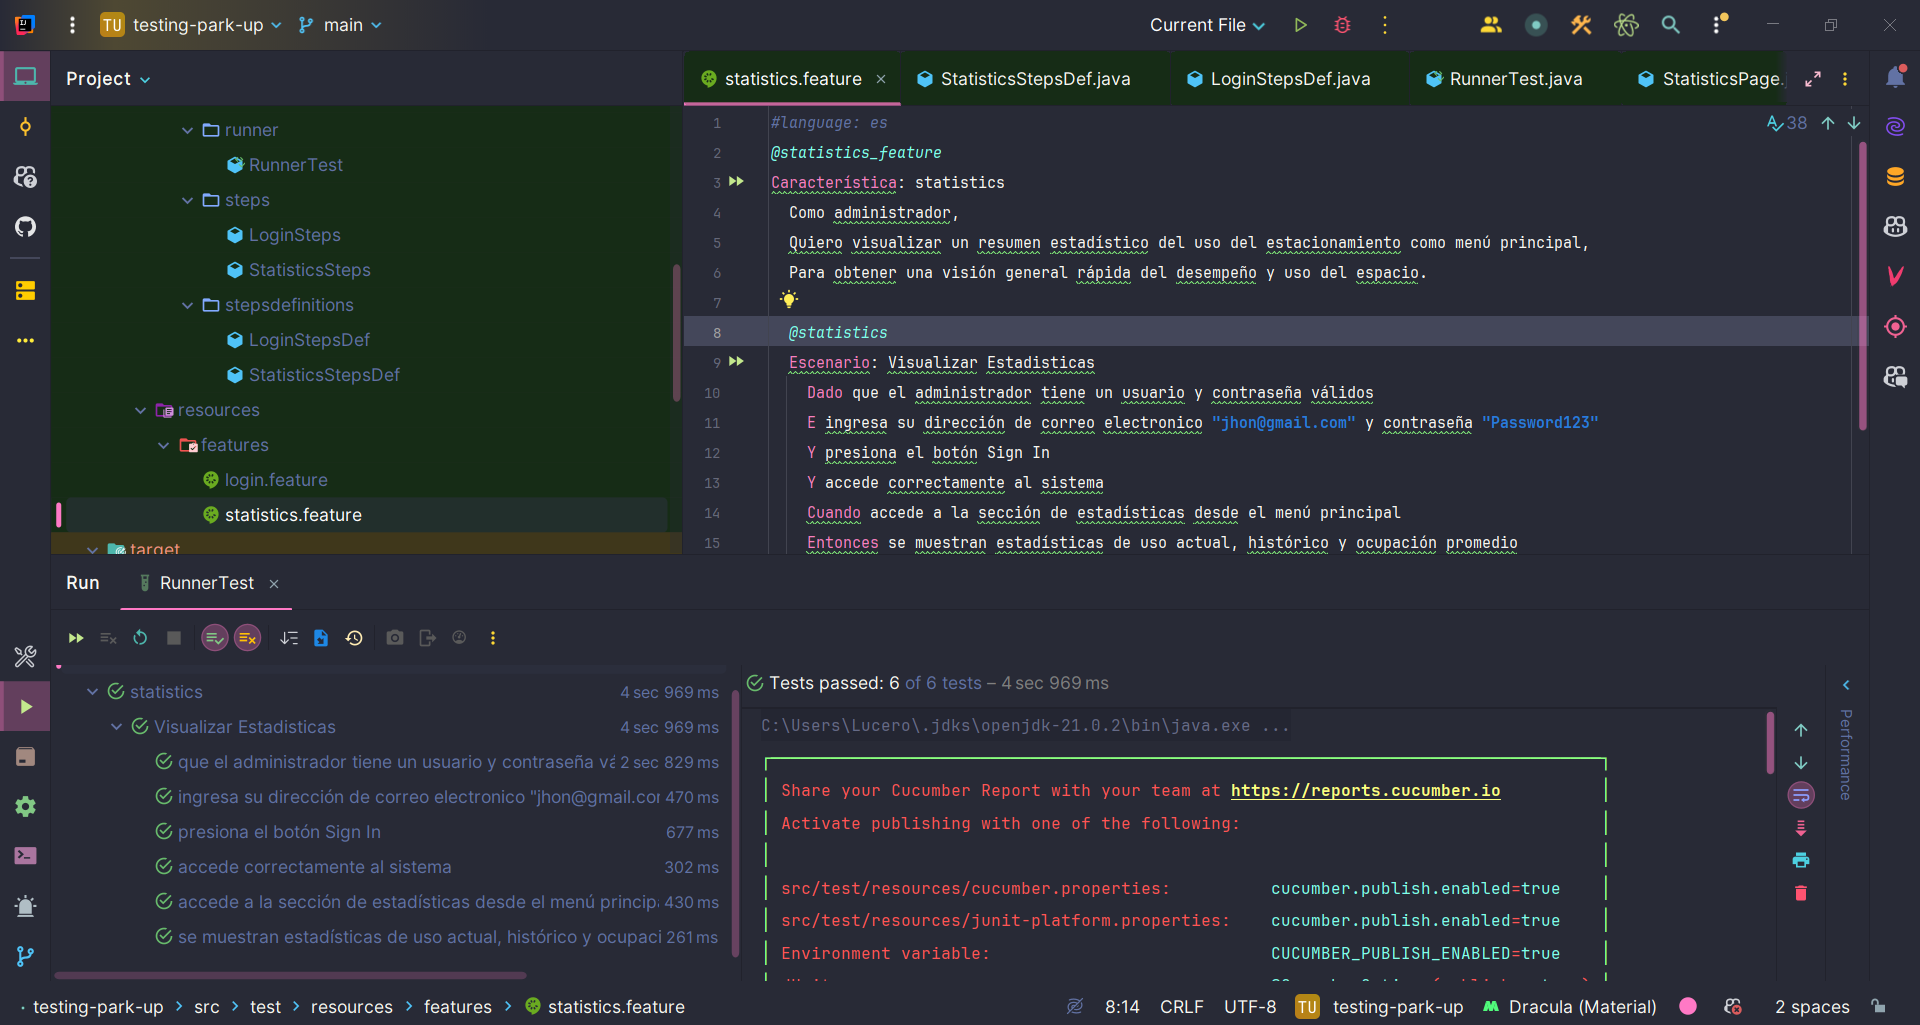 TU testing-park-up main Current File
Project
statistics.feature StatisticsStepsDef.java LoginStepsDef.java RunnerTest.java StatisticsPage.
runner
RunnerTest
steps
LoginSteps
StatisticsSteps
stepsdefinitions
LoginStepsDef
StatisticsStepsDef
resources
features
login.feature
statistics.feature
target
38
1 #language: es
2 @statistics_feature
3 Característica: statistics
4 Como administrador,
5 Quiero visualizar un resumen estadístico del uso del estacionamiento como menú principal,
6 Para obtener una visión general rápida del desempeño y uso del espacio.
7
8 @statistics
9 Escenario: Visualizar Estadisticas
10 Dado que el administrador tiene un usuario y contraseña válidos
11 E ingresa su dirección de correo electronico "jhon@gmail.com" y contraseña "Password123"
12 Y presiona el botón Sign In
13 Y accede correctamente al sistema
14 Cuando accede a la sección de estadísticas desde el menú principal
15 Entonces se muestran estadísticas de uso actual, histórico y ocupación promedio
Run RunnerTest
statistics 4 sec 969 ms
Visualizar Estadisticas 4 sec 969 ms
que el administrador tiene un usuario y contraseña vá 2 sec 829 ms
ingresa su dirección de correo electronico "jhon@gmail.cor 470 ms
presiona el botón Sign In 677 ms
accede correctamente al sistema 302 ms
accede a la sección de estadísticas desde el menú principa 430 ms
se muestran estadísticas de uso actual, histórico y ocupaci 261 ms
Tests passed: 6 of 6 tests – 4 sec 969 ms
C:\Users\Lucero\.jdks\openjdk-21.0.2\bin\java.exe ...
Share your Cucumber Report with your team at https://reports.cucumber.io
Activate publishing with one of the following:
src/test/resources/cucumber.properties: cucumber.publish.enabled=true
src/test/resources/junit-platform.properties: cucumber.publish.enabled=true
Environment variable: CUCUMBER_PUBLISH_ENABLED=true
Performance
testing-park-up > src > test > resources > features > statistics.feature
8:14 CRLF UTF-8 TU testing-park-up Dracula (Material) 2 spaces